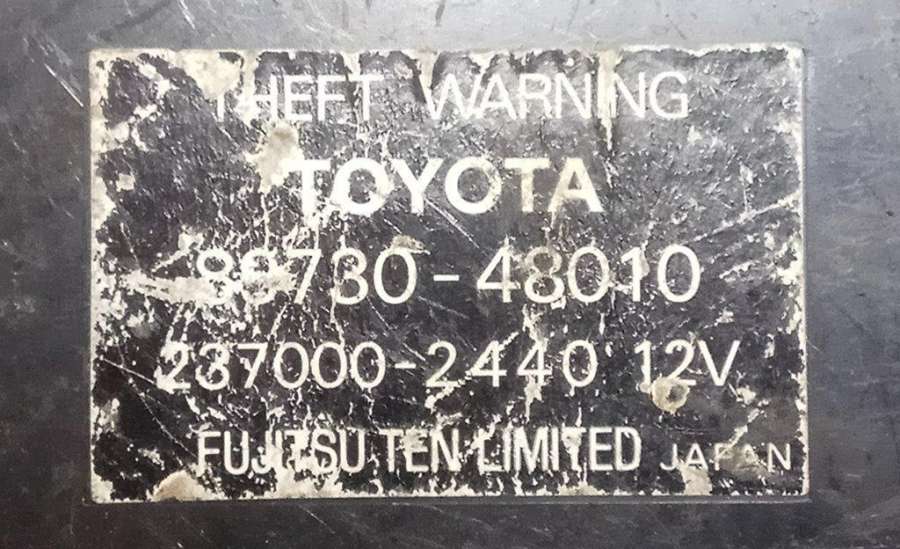 THEFT WARNING
TOYOTA
89730-48010
237000-2440 12V
FUJITSU TEN LIMITED JAPAN